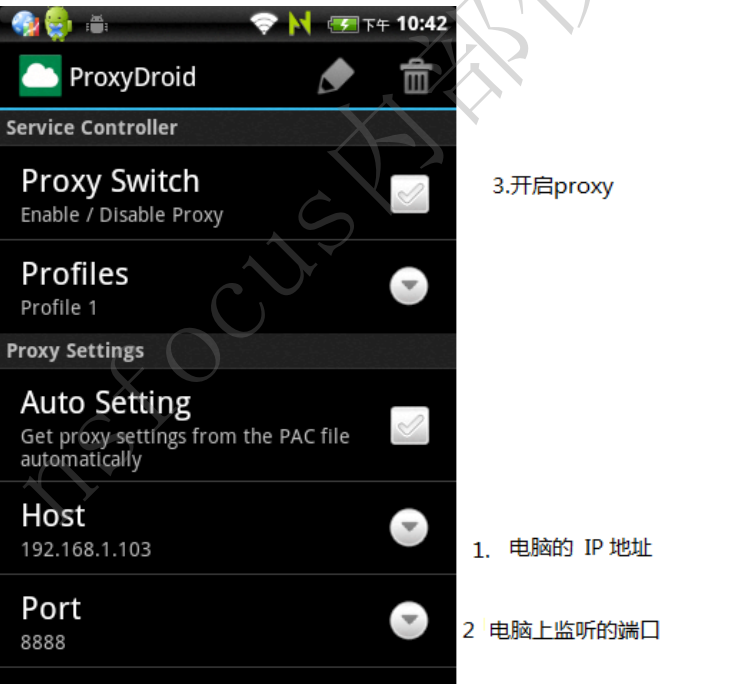 下午 10:42
ProxyDroid
Service Controller
Proxy Switch
Enable / Disable Proxy
3.开启proxy
Profiles
Profile 1
Proxy Settings
Auto Setting
Get proxy settings from the PAC file
automatically
Host
192.168.1.103
1. 电脑的 IP 地址
Port
8888
2 电脑上监听的端口
nsfocus内部